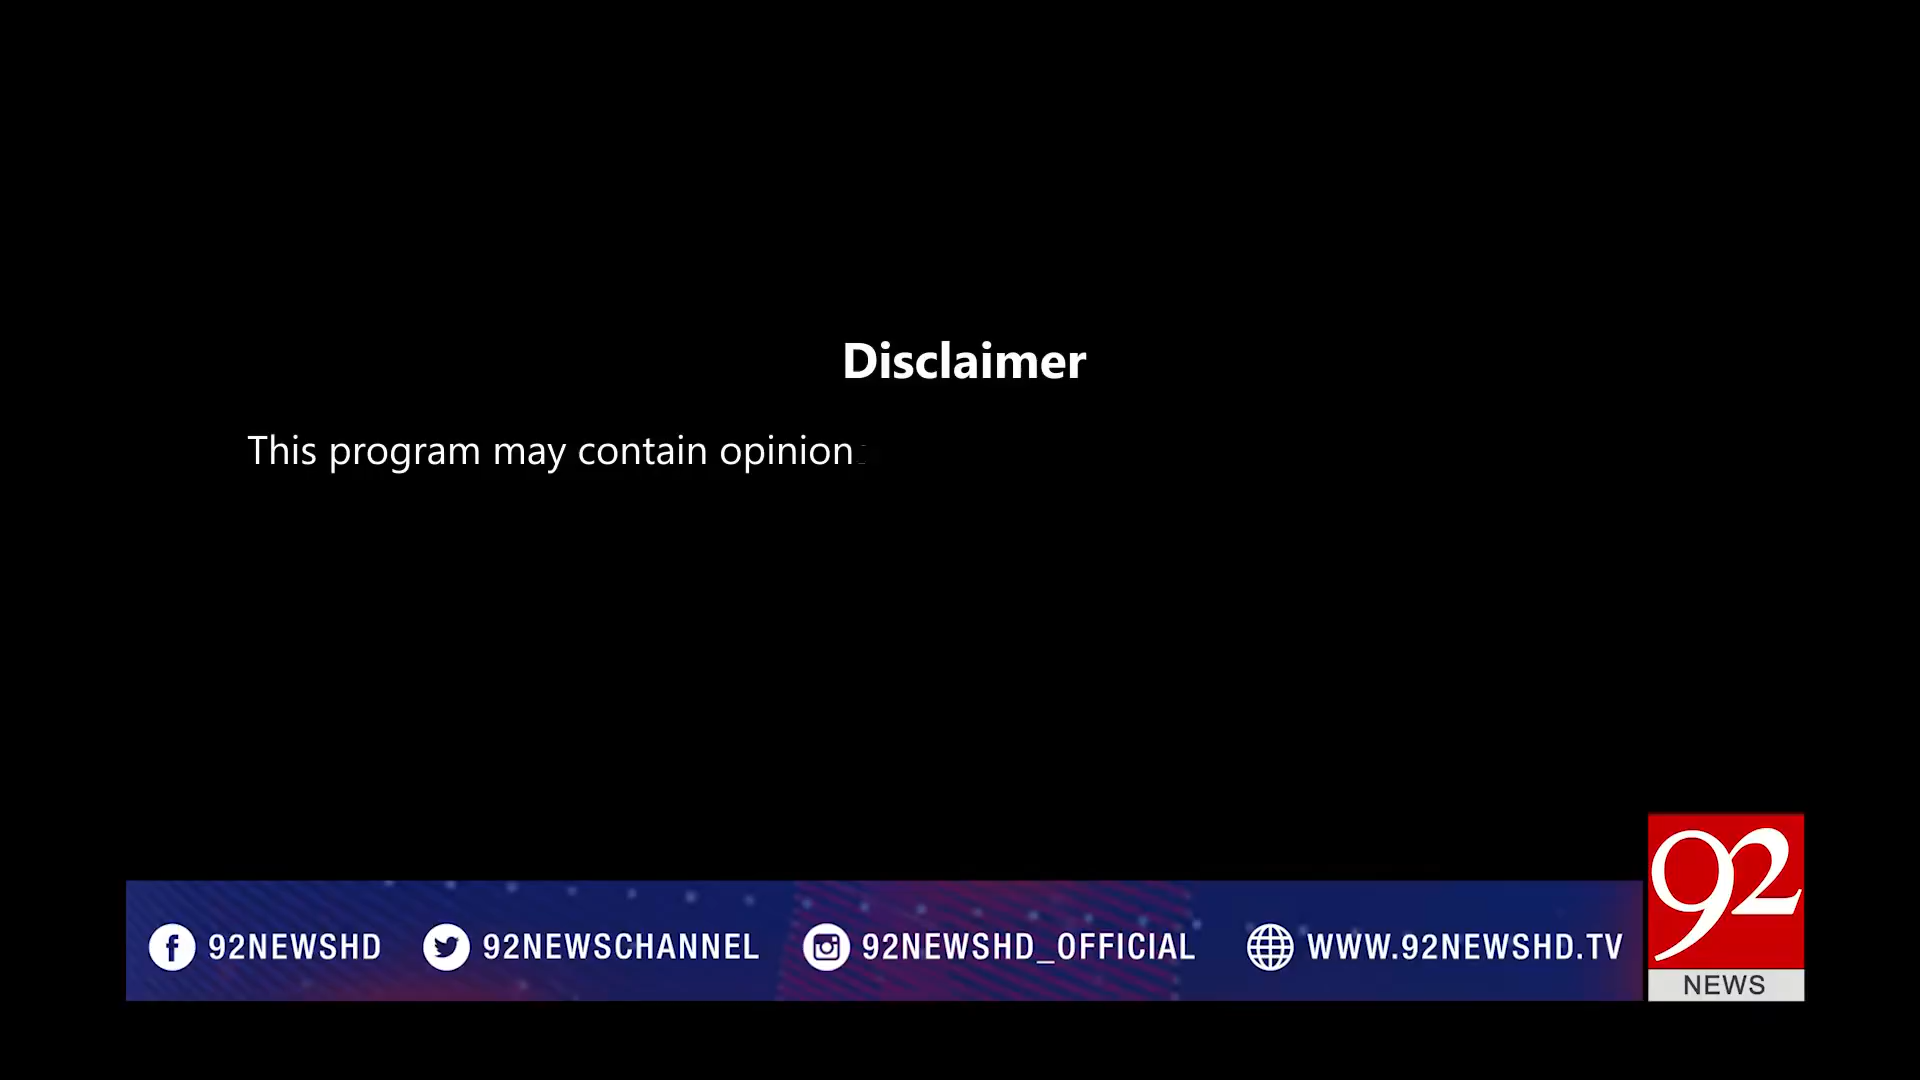 Disclaimer
This program may contain opinion
92NEWSHD
92NEWSCHANNEL
92NEWSHD_OFFICIAL
WWW.92NEWSHD.TV
92
NEWS